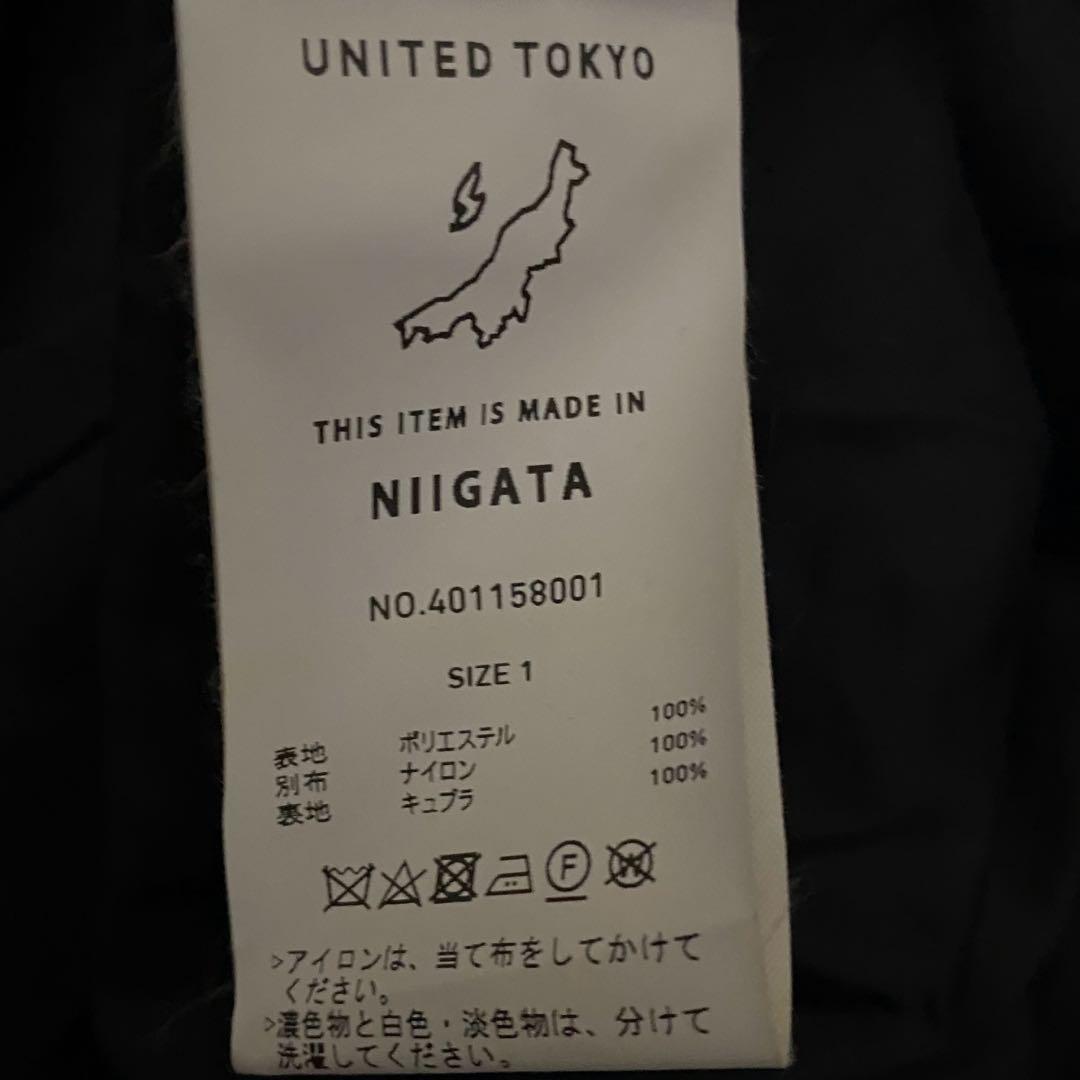 UNITED TOKYO
THIS ITEM IS MADE IN
NIIGATA
NO.401158001
SIZE 1
表地 ポリエステル 100%
別布 ナイロン 100%
裏地 キュプラ 100%
F W
>アイロンは、当て布をしてかけて
ください。
>濃色物と白色・淡色物は、分けて
洗濯してください。